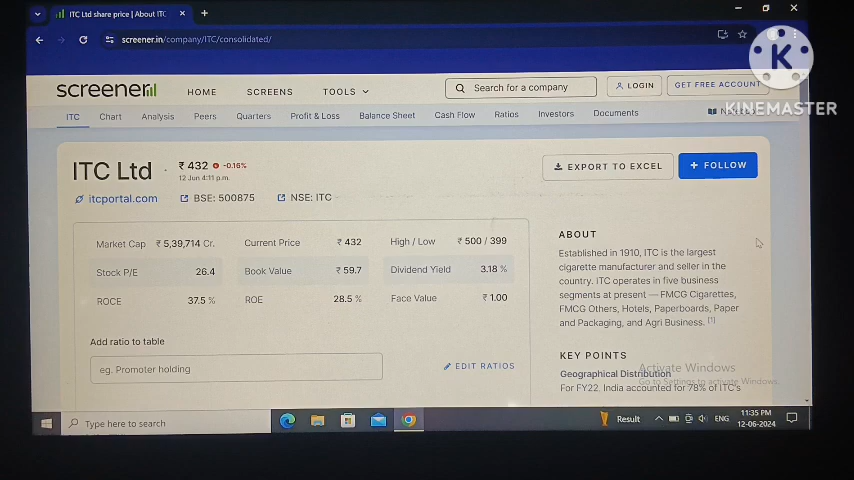 ITC Ltd share price | About ITC
screener.in/company/ITC/consolidated/
K
KINEMASTER
screener
HOME
SCREENS
TOOLS
Search for a company
LOGIN
GET FREE ACCOUNT
ITC
Chart
Analysis
Peers
Quarters
Profit & Loss
Balance Sheet
Cash Flow
Ratios
Investors
Documents
ITC Ltd
₹ 432
-0.16%
12 Jun 4:11 p.m.
EXPORT TO EXCEL
+ FOLLOW
itcportal.com
BSE: 500875
NSE: ITC
Market Cap ₹ 5,39,714 Cr.
Current Price ₹ 432
High / Low ₹ 500 / 399
Stock P/E 26.4
Book Value ₹ 59.7
Dividend Yield 3.18 %
ROCE 37.5 %
ROE 28.5 %
Face Value ₹ 1.00
Add ratio to table
eg. Promoter holding
EDIT RATIOS
ABOUT
Established in 1910, ITC is the largest
cigarette manufacturer and seller in the
country. ITC operates in five business
segments at present — FMCG Cigarettes,
FMCG Others, Hotels, Paperboards, Paper
and Packaging, and Agri Business. [1]
KEY POINTS
Geographical Distribution
For FY22, India accounted for 78% of ITC's
Activate Windows
Go to Settings to activate Windows.
Type here to search
Result
ENG
11:35 PM
12-06-2024